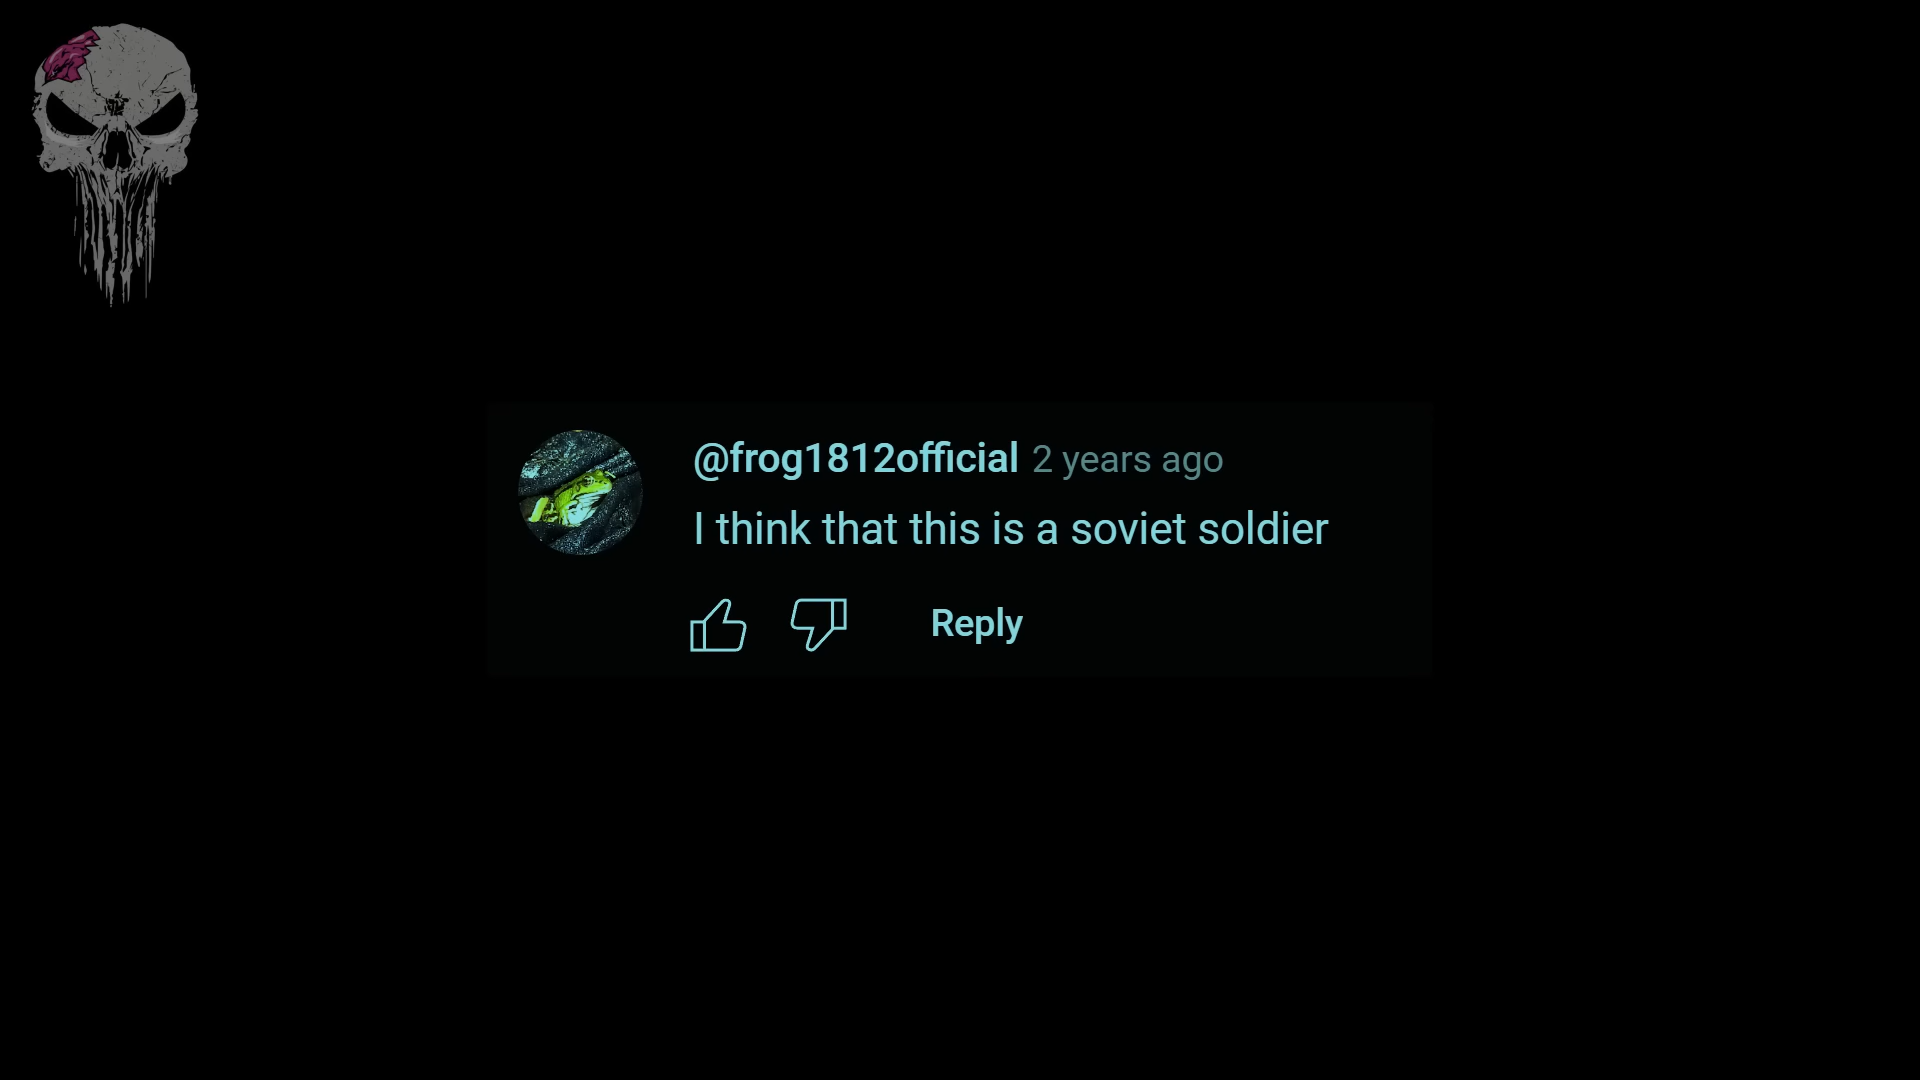 @frog1812official 2 years ago
I think that this is a soviet soldier
Reply